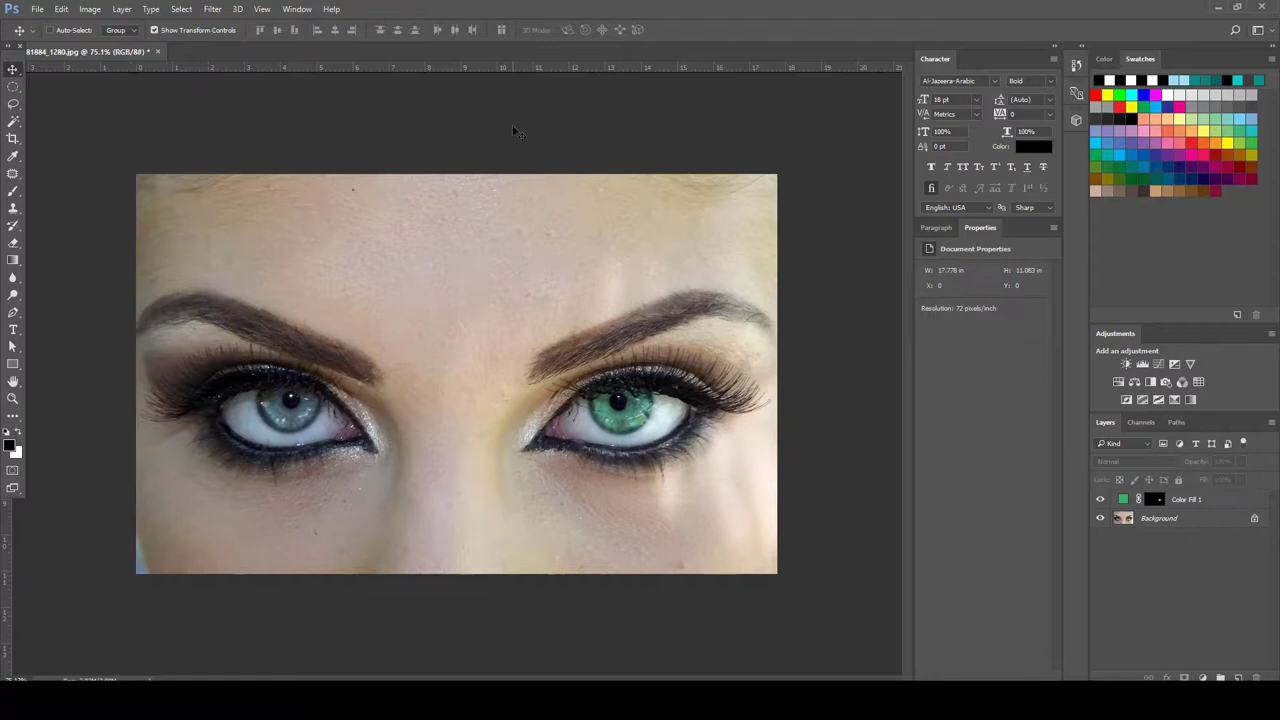 Ps File Edit Image Layer Type Select Filter 3D View Window Help
Auto-Select: Group Show Transform Controls 3D Mode:
81884_1280.jpg @ 75.1% (RGB/8#) * ×
Character
Al-Jazeera-Arabic Bold
18 pt (Auto)
Metrics 0
100% 100%
0 pt Color:
English: USA Sharp
Paragraph Properties
Document Properties
W: 17.778 in H: 11.083 in
X: 0 Y: 0
Resolution: 72 pixels/inch
Color Swatches
Adjustments
Add an adjustment
Layers Channels Paths
Kind
Normal Opacity: 100%
Lock: Fill: 100%
Color Fill 1
Background